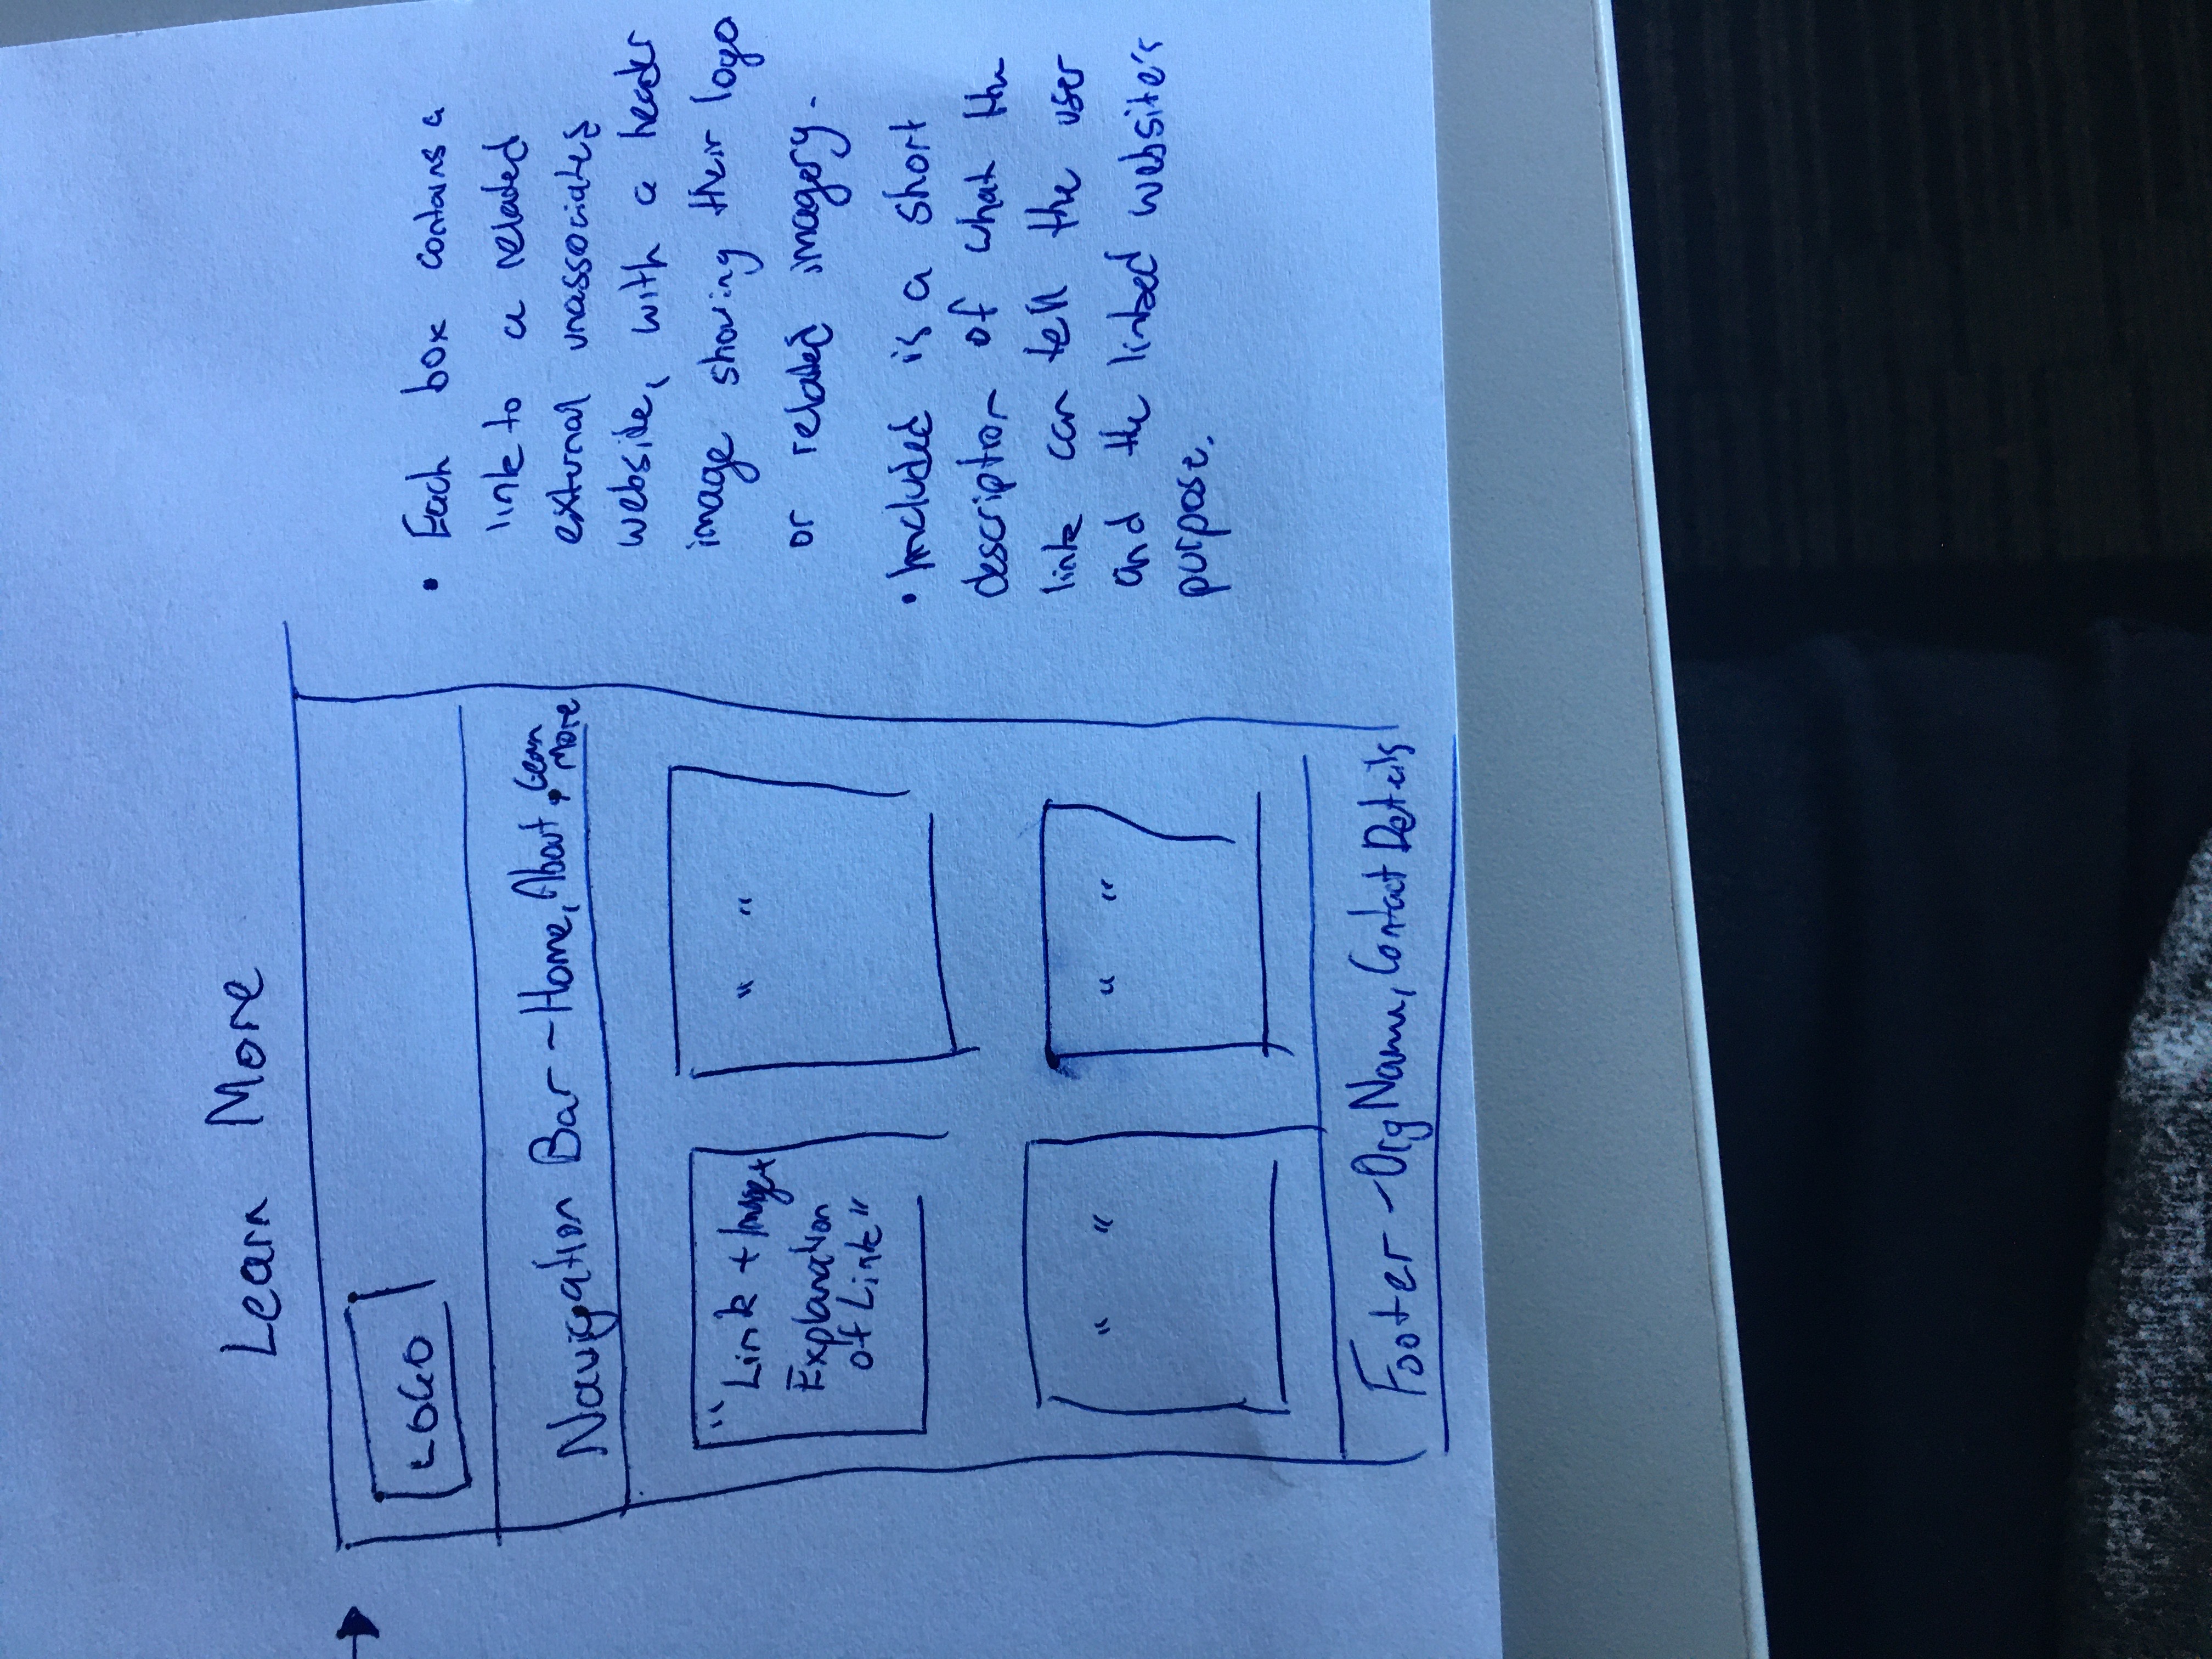 Learn More
LOGO
Navigation Bar - Home, About, Learn
More
"Link + Image +
Explanation
of Link"
" "
" "
" "
Footer - Org Name, Contact Details
• Each box contains a
link to a related
external unassociated
website, with a header
image showing their logo
or related imagery.
• Included is a short
description of what the
link can tell the user
and the linked website's
purpose.